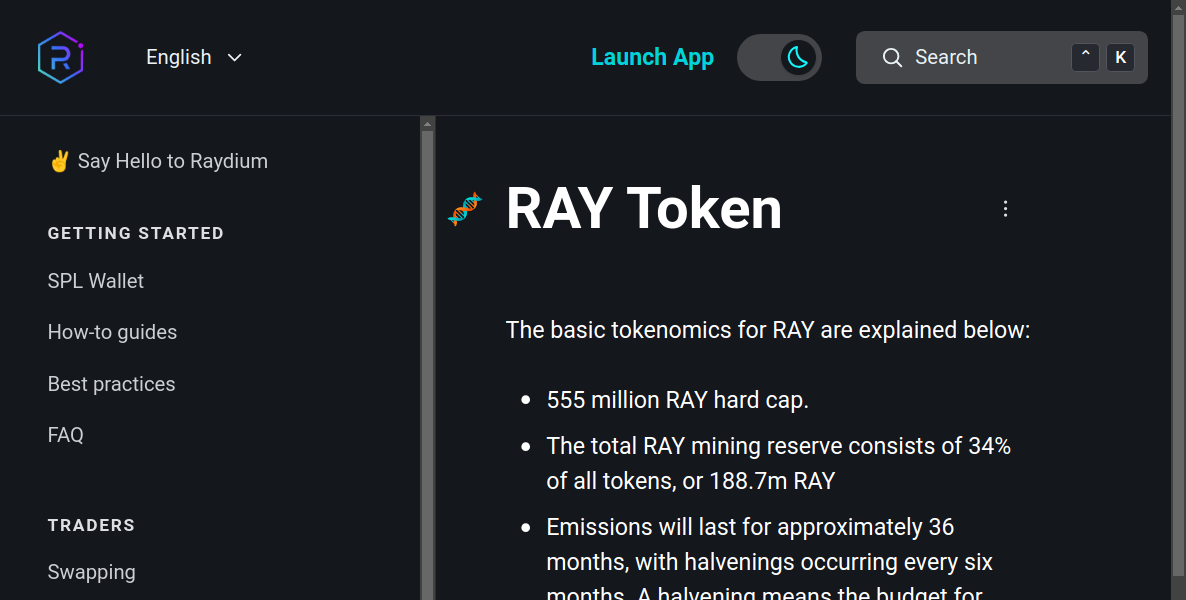 English
Launch App
Search
^ K
✌ Say Hello to Raydium
GETTING STARTED
SPL Wallet
How-to guides
Best practices
FAQ
TRADERS
Swapping
RAY Token
The basic tokenomics for RAY are explained below:
555 million RAY hard cap.
The total RAY mining reserve consists of 34%
of all tokens, or 188.7m RAY
Emissions will last for approximately 36
months, with halvenings occurring every six
months. A halvening means the budget for